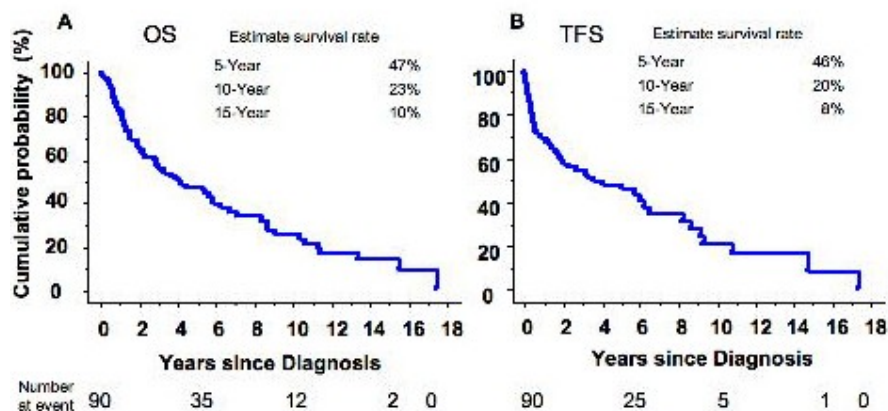 A OS Estimate survival rate
5-Year 47%
10-Year 23%
15-Year 10%
Cumulative probability (%)
100
80
60
40
20
0
0 2 4 6 8 10 12 14 16 18
Years since Diagnosis
Number
at event 90 35 12 2 0
B TFS Estimate survival rate
5-Year 46%
10-Year 20%
15-Year 8%
100
80
60
40
20
0
0 2 4 6 8 10 12 14 16 18
Years since Diagnosis
90 25 5 1 0